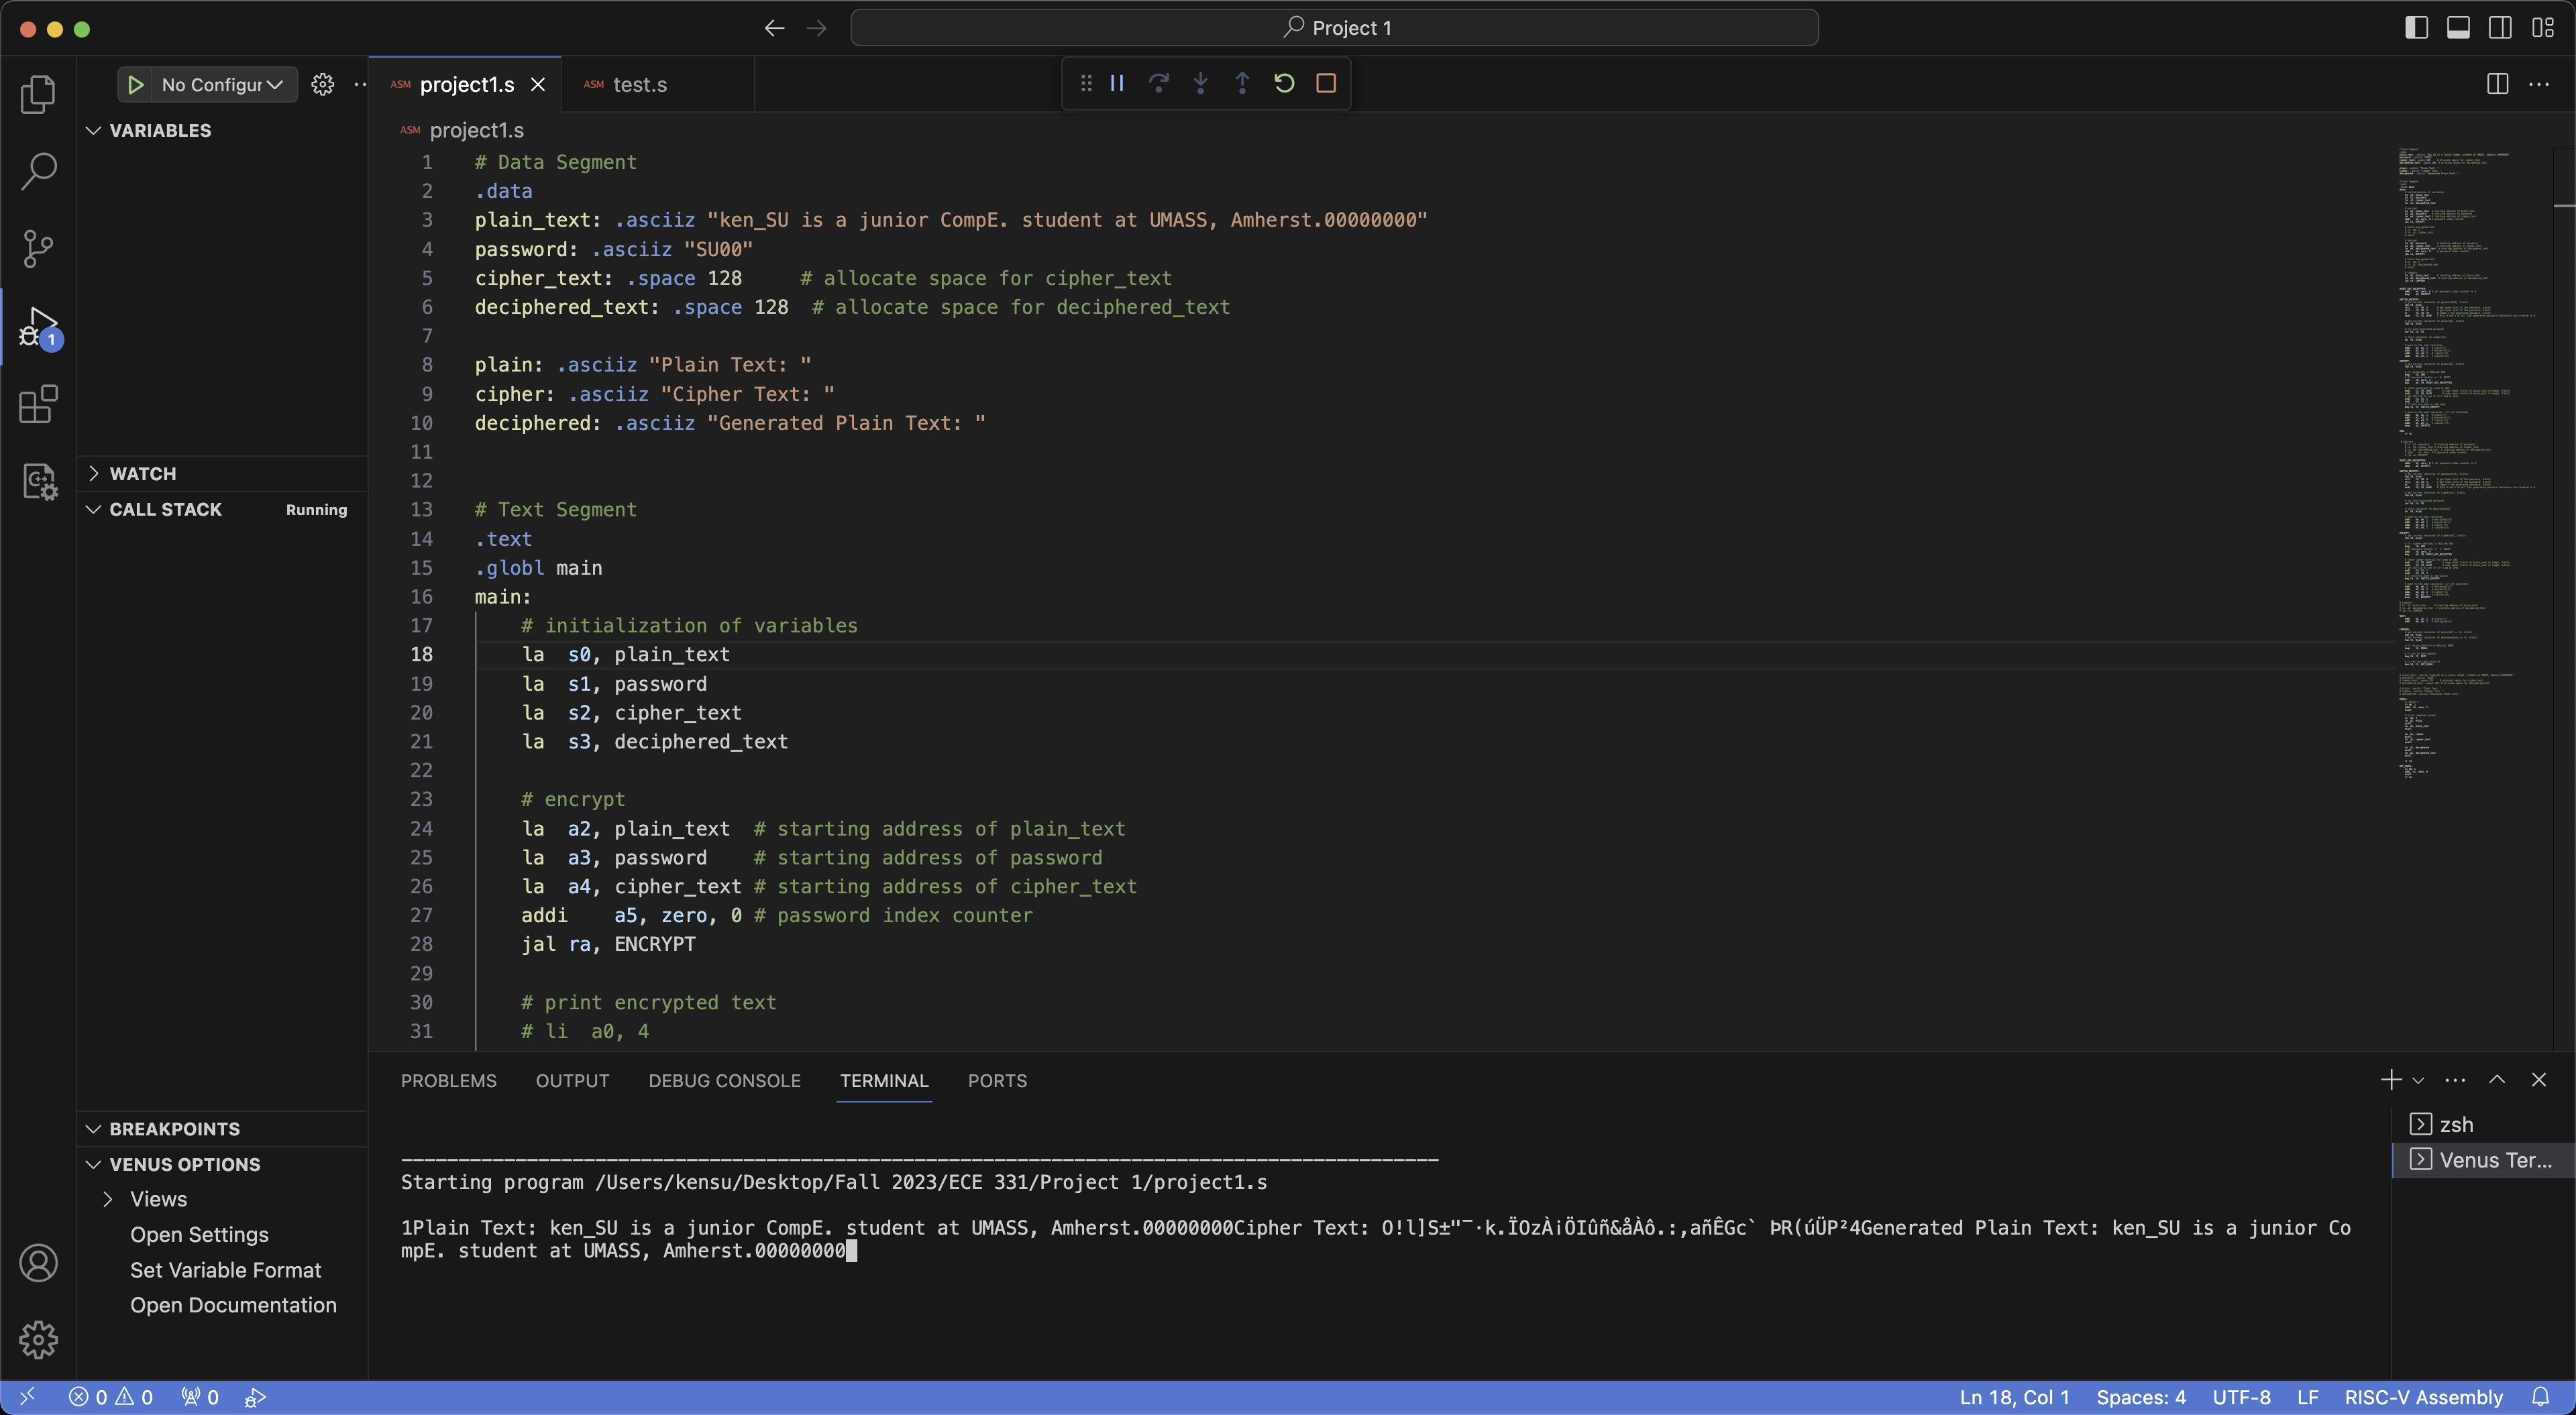 Project 1
No Configur
project1.s
test.s
VARIABLES
WATCH
CALL STACK Running
BREAKPOINTS
VENUS OPTIONS
Views
Open Settings
Set Variable Format
Open Documentation
1
ASM project1.s
1 # Data Segment
2 .data
3 plain_text: .asciiz "ken_SU is a junior CompE. student at UMASS, Amherst.00000000"
4 password: .asciiz "SU00"
5 cipher_text: .space 128     # allocate space for cipher_text
6 deciphered_text: .space 128  # allocate space for deciphered_text
7
8 plain: .asciiz "Plain Text: "
9 cipher: .asciiz "Cipher Text: "
10 deciphered: .asciiz "Generated Plain Text: "
11
12
13 # Text Segment
14 .text
15 .globl main
16 main:
17     # initialization of variables
18     la  s0, plain_text
19     la  s1, password
20     la  s2, cipher_text
21     la  s3, deciphered_text
22
23     # encrypt
24     la  a2, plain_text  # starting address of plain_text
25     la  a3, password    # starting address of password
26     la  a4, cipher_text # starting address of cipher_text
27     addi    a5, zero, 0 # password index counter
28     jal ra, ENCRYPT
29
30     # print encrypted text
31     # li  a0, 4
PROBLEMS OUTPUT DEBUG CONSOLE TERMINAL PORTS
Starting program /Users/kensu/Desktop/Fall 2023/ECE 331/Project 1/project1.s
1Plain Text: ken_SU is a junior CompE. student at UMASS, Amherst.00000000Cipher Text: O!l]S±"¯·k.ÏOzÀ¡ÖIûñ&åÀô.:,añÊGc` ÞR(úÜP²4Generated Plain Text: ken_SU is a junior Co
mpE. student at UMASS, Amherst.00000000
zsh
Venus Ter...
0 0 0
Ln 18, Col 1 Spaces: 4 UTF-8 LF RISC-V Assembly